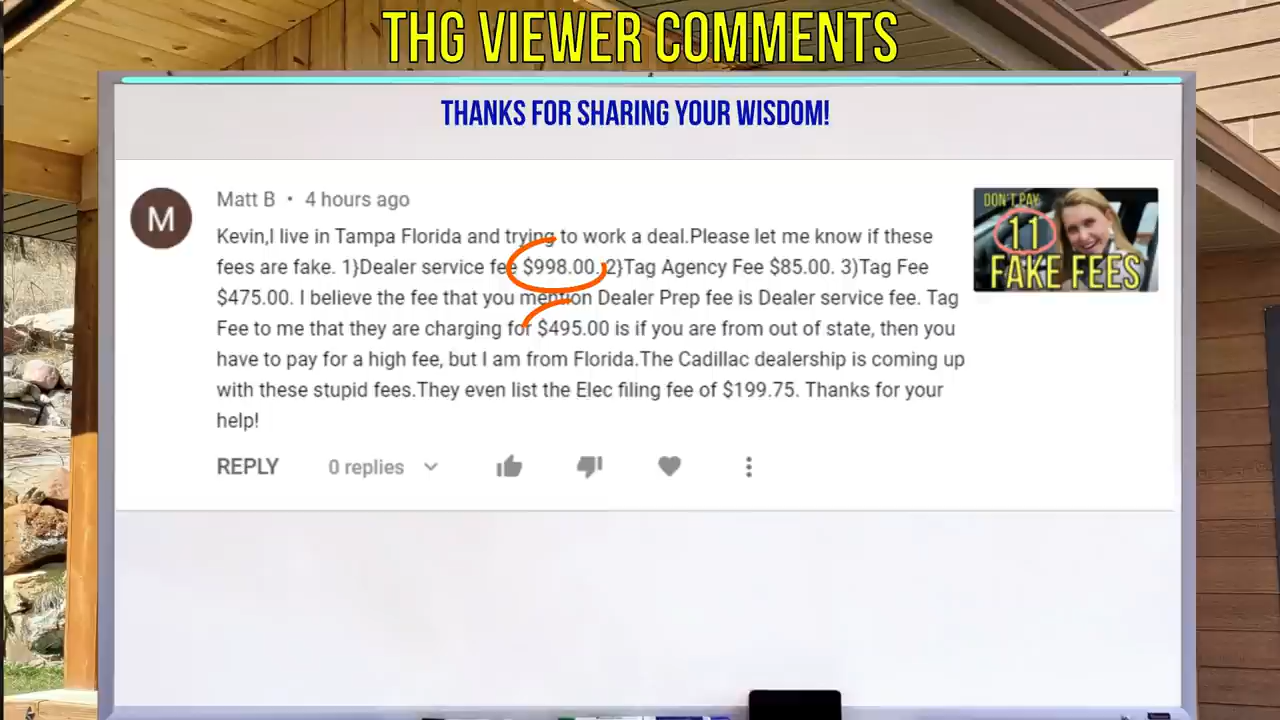 THG VIEWER COMMENTS
THANKS FOR SHARING YOUR WISDOM!
M
Matt B • 4 hours ago
Kevin,I live in Tampa Florida and trying to work a deal.Please let me know if these
fees are fake. 1}Dealer service fee $998.00. 2}Tag Agency Fee $85.00. 3}Tag Fee
$475.00. I believe the fee that you mention Dealer Prep fee is Dealer service fee. Tag
Fee to me that they are charging for $495.00 is if you are from out of state, then you
have to pay for a high fee, but I am from Florida.The Cadillac dealership is coming up
with these stupid fees.They even list the Elec filing fee of $199.75. Thanks for your
help!
REPLY 0 replies
DON'T PAY
11
FAKE FEES